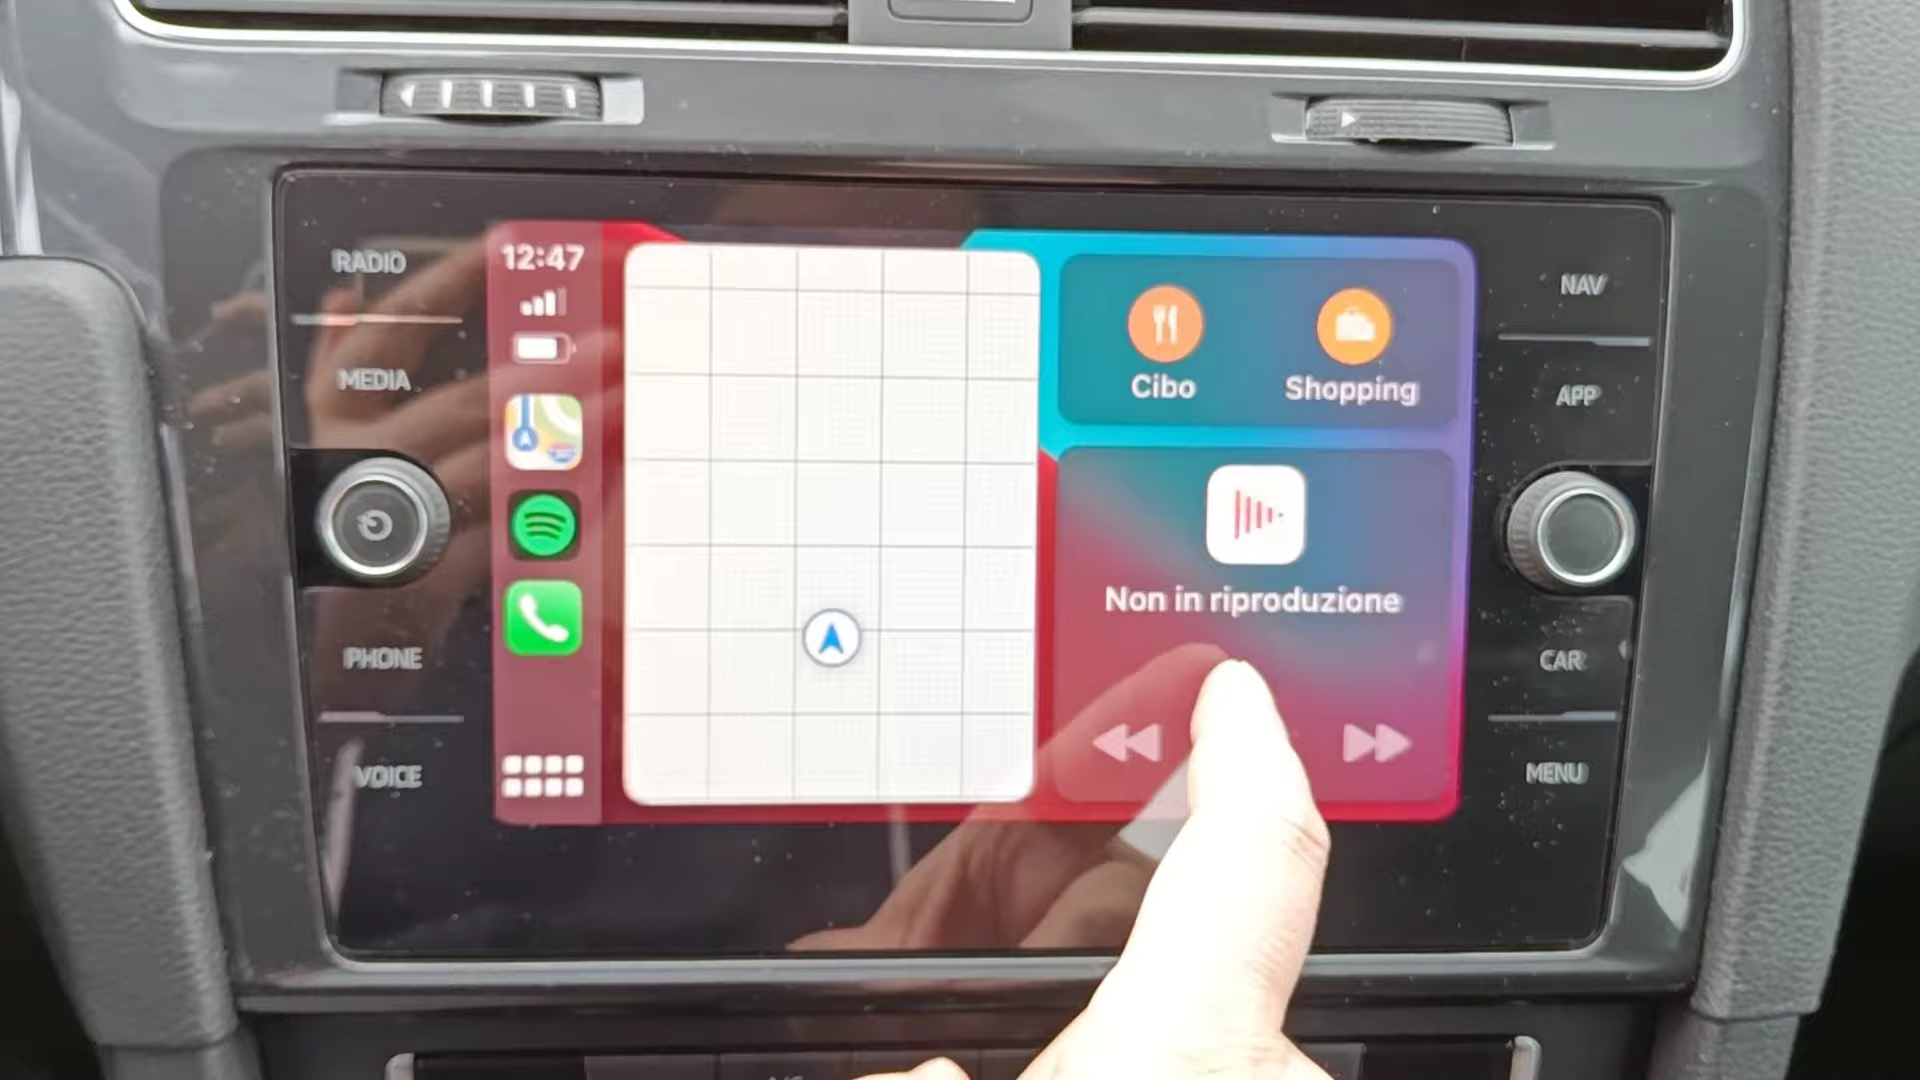 RADIO
MEDIA
PHONE
VOICE
12:47
Cibo
Shopping
Non in riproduzione
NAV
APP
CAR
MENU